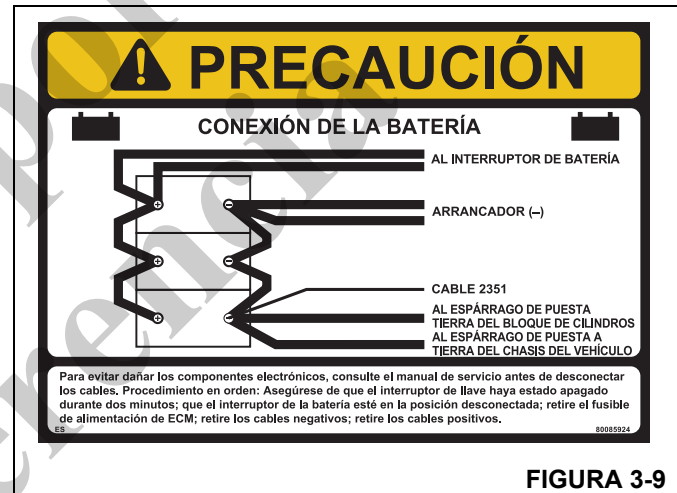 PRECAUCIÓN
CONEXIÓN DE LA BATERÍA
AL INTERRUPTOR DE BATERÍA
ARRANCADOR (–)
CABLE 2351
AL ESPÁRRAGO DE PUESTA
TIERRA DEL BLOQUE DE CILINDROS
AL ESPÁRRAGO DE PUESTA A
TIERRA DEL CHASIS DEL VEHÍCULO
Para evitar dañar los componentes electrónicos, consulte el manual de servicio antes de desconectar
los cables. Procedimiento en orden: Asegúrese de que el interruptor de llave haya estado apagado
durante dos minutos; que el interruptor de la batería esté en la posición desconectada; retire el fusible
de alimentación de ECM; retire los cables negativos; retire los cables positivos.
ES 80085924
FIGURA 3-9